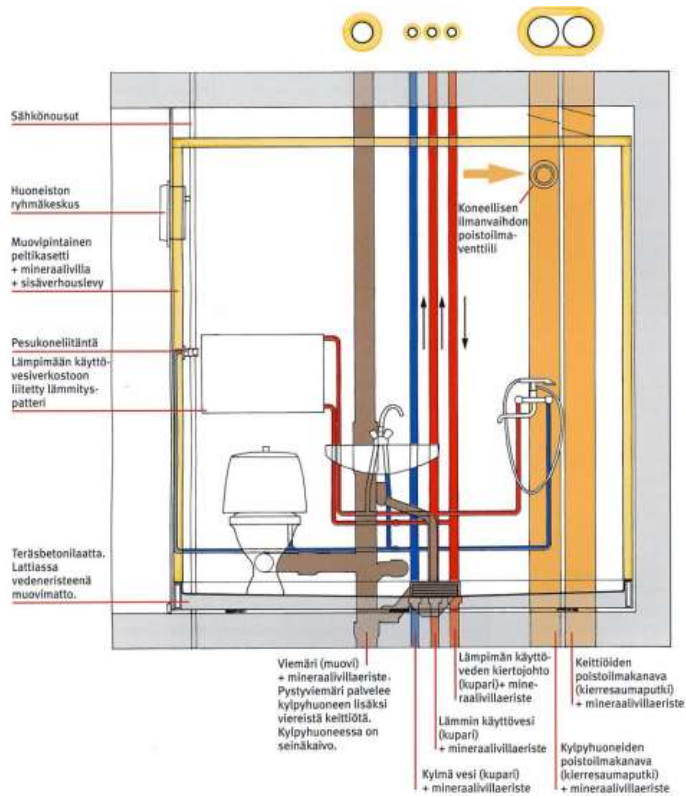 Sähkönousut
Huoneiston
ryhmäkeskus
Muovipintainen
peltikasetti
+ mineraalivilla
+ sisäverhouslevy
Pesukoneliitäntä
Lämpimään käyttö-
vesiverkostoon
liitetty lämmitys-
patteri
Teräsbetonilaatta.
Lattiassa
vedeneristeenä
muovimatto.
Koneellisen
ilmanvaihdon
poistoilma-
venttiili
Viemäri (muovi)
+ mineraalivillaeriste.
Pystyviemäri palvelee
kylpyhuoneen lisäksi
viereistä keittiötä.
Kylpyhuoneessa on
seinäkaivo.
Kylmä vesi (kupari)
+ mineraalivillaeriste
Lämmin käyttövesi
(kupari)
+ mineraalivillaeriste
Lämpimän käyttö-
veden kiertojohto
(kupari)+ mine-
raalivillaeriste
Kylpyhuoneiden
poistoilmakanava
(kierresaumaputki)
+ mineraalivillaeriste
Keittiöiden
poistoilmakanava
(kierresaumaputki)
+ mineraalivillaeriste